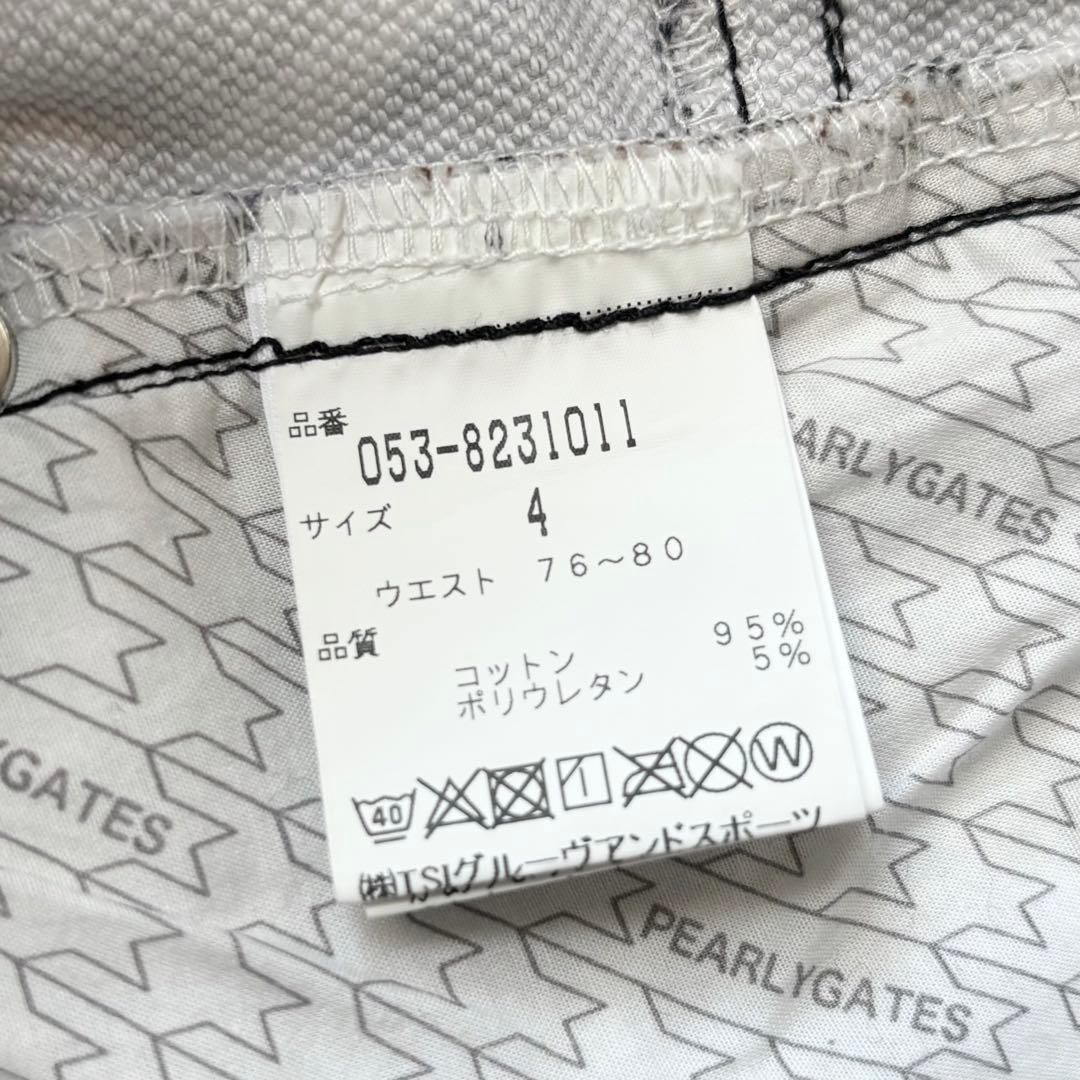 品番
053-8231011
サイズ 4
ウエスト 76～80
品質
コットン 95%
ポリウレタン 5%
40
W
㈱TSIグルーヴアンドスポーツ
ARLYGATES
YGATES
PEARLYGATES